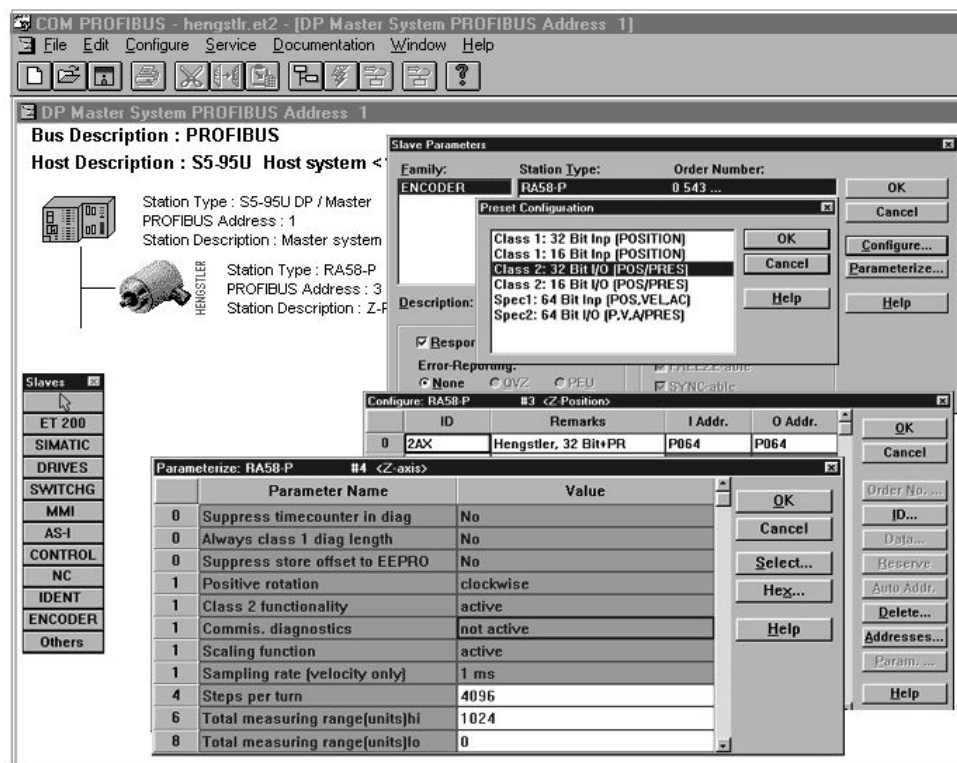 COM PROFIBUS - hengstlr.et2 - [DP Master System PROFIBUS Address 1]
File Edit Configure Service Documentation Window Help
DP Master System PROFIBUS Address 1
Bus Description : PROFIBUS
Host Description : S5-95U Host system <
Station Type : S5-95U DP / Master
PROFIBUS Address : 1
Station Description : Master system
HENGSTLER
Station Type : RA58-P
PROFIBUS Address : 3
Station Description : Z-P
Slave Parameters
Family: Station Type: Order Number:
ENCODER RA58-P 0 543 ...
OK
Cancel
Configure...
Parameterize...
Help
Description:
Respon
Error-Reporting:
None QVZ PEU
FREEZE-able
SYNC-able
Preset Configuration
Class 1: 32 Bit Inp (POSITION)
Class 1: 16 Bit Inp (POSITION)
Class 2: 32 Bit I/O (POS/PRES)
Class 2: 16 Bit I/O (POS/PRES)
Spec1: 64 Bit Inp (POS,VEL,AC)
Spec2: 64 Bit I/O (P,V,A/PRES)
OK
Cancel
Help
Slaves
ET 200
SIMATIC
DRIVES
SWITCHG
MMI
AS-I
CONTROL
NC
IDENT
ENCODER
Others
Configure: RA58-P #3 <Z-Position>
ID Remarks I Addr. O Addr.
0 2AX Hengstler, 32 Bit+PR P064 P064
OK
Cancel
Order No. ...
ID...
Data...
Reserve
Auto Addr.
Delete...
Addresses...
Param. ...
Help
Parameterize: RA58-P #4 <Z-axis>
Parameter Name Value
0 Suppress timecounter in diag No
0 Always class 1 diag length No
0 Suppress store offset to EEPRO No
1 Positive rotation clockwise
1 Class 2 functionality active
1 Commis. diagnostics not active
1 Scaling function active
1 Sampling rate (velocity only) 1 ms
4 Steps per turn 4096
6 Total measuring range(units)hi 1024
8 Total measuring range(units)lo 0
OK
Cancel
Select...
Hex...
Help